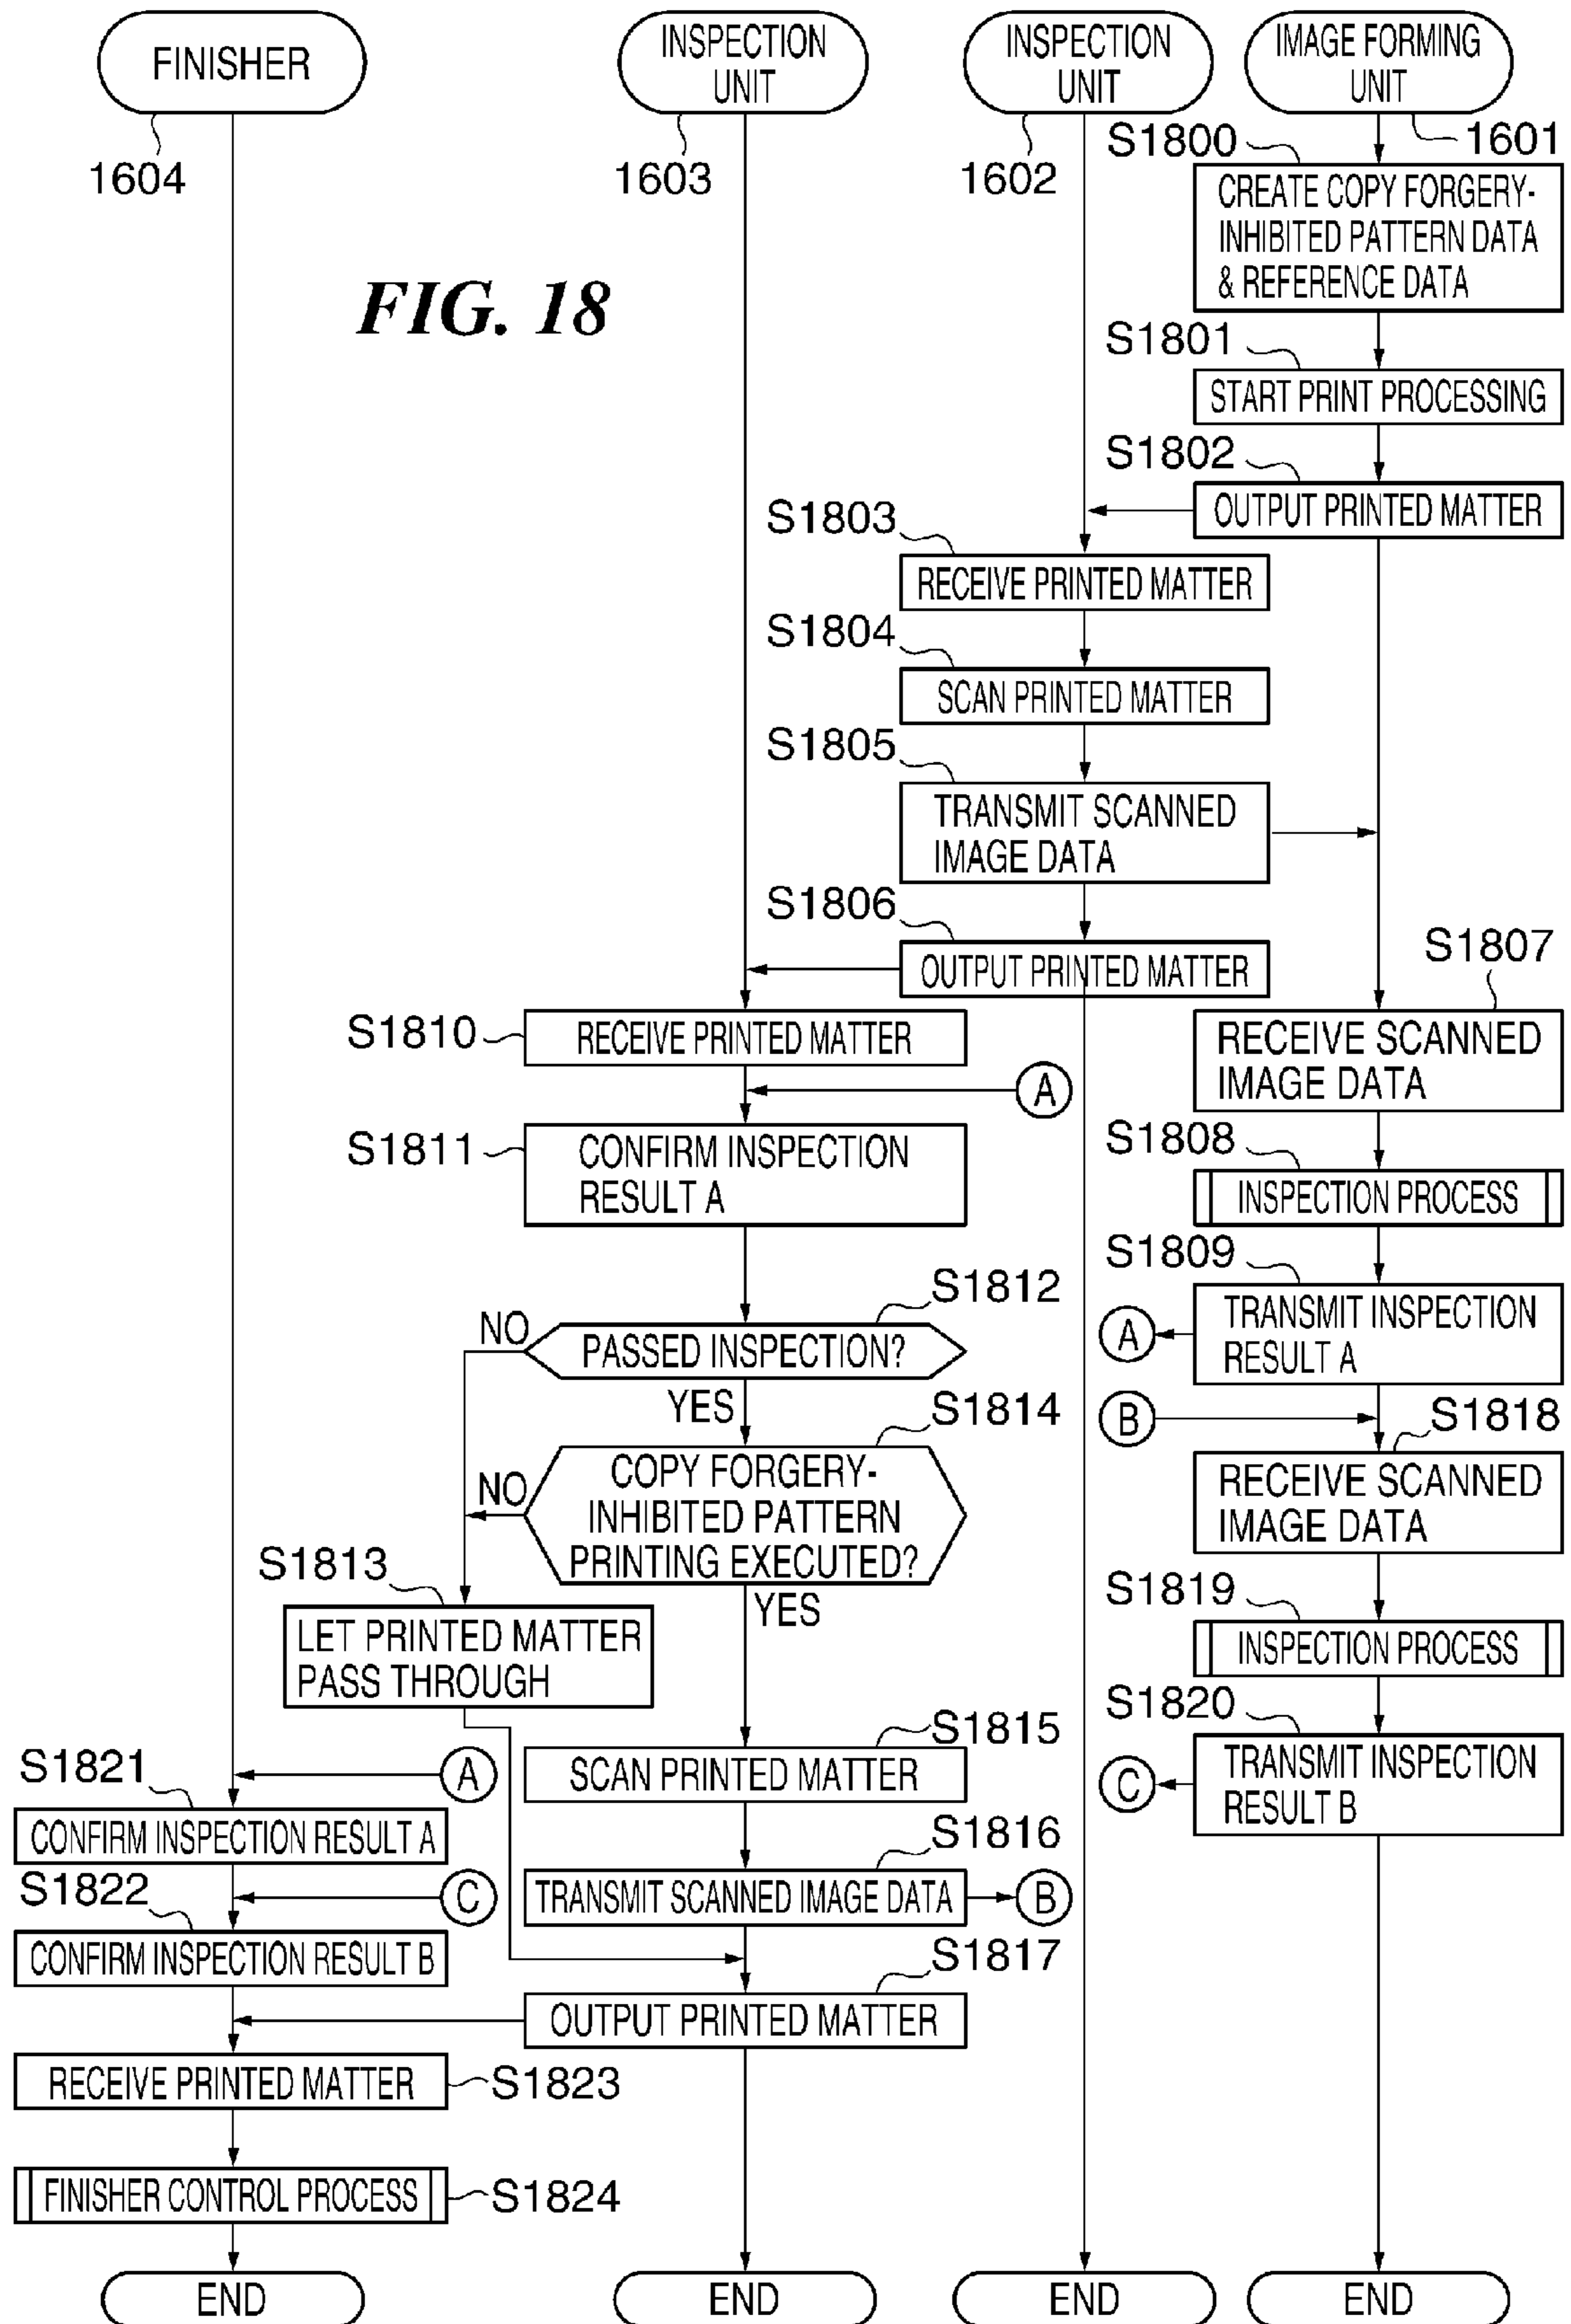 FINISHER
INSPECTION
UNIT
INSPECTION
UNIT
IMAGE FORMING
UNIT
1604
1603
1602
1601
FIG. 18
S1800
CREATE COPY FORGERY-
INHIBITED PATTERN DATA
& REFERENCE DATA
S1801
START PRINT PROCESSING
S1802
OUTPUT PRINTED MATTER
S1803
RECEIVE PRINTED MATTER
S1804
SCAN PRINTED MATTER
S1805
TRANSMIT SCANNED
IMAGE DATA
S1806
OUTPUT PRINTED MATTER
S1807
RECEIVE SCANNED
IMAGE DATA
S1810
RECEIVE PRINTED MATTER
A
S1811
CONFIRM INSPECTION
RESULT A
S1808
INSPECTION PROCESS
S1809
TRANSMIT INSPECTION
RESULT A
A
S1812
NO
PASSED INSPECTION?
YES
B
S1818
RECEIVE SCANNED
IMAGE DATA
S1814
NO
COPY FORGERY-
INHIBITED PATTERN
PRINTING EXECUTED?
YES
S1813
LET PRINTED MATTER
PASS THROUGH
S1819
INSPECTION PROCESS
S1820
TRANSMIT INSPECTION
RESULT B
C
S1815
SCAN PRINTED MATTER
S1821
A
CONFIRM INSPECTION RESULT A
S1816
TRANSMIT SCANNED IMAGE DATA
B
S1822
C
CONFIRM INSPECTION RESULT B
S1817
OUTPUT PRINTED MATTER
RECEIVE PRINTED MATTER
S1823
FINISHER CONTROL PROCESS
S1824
END
END
END
END